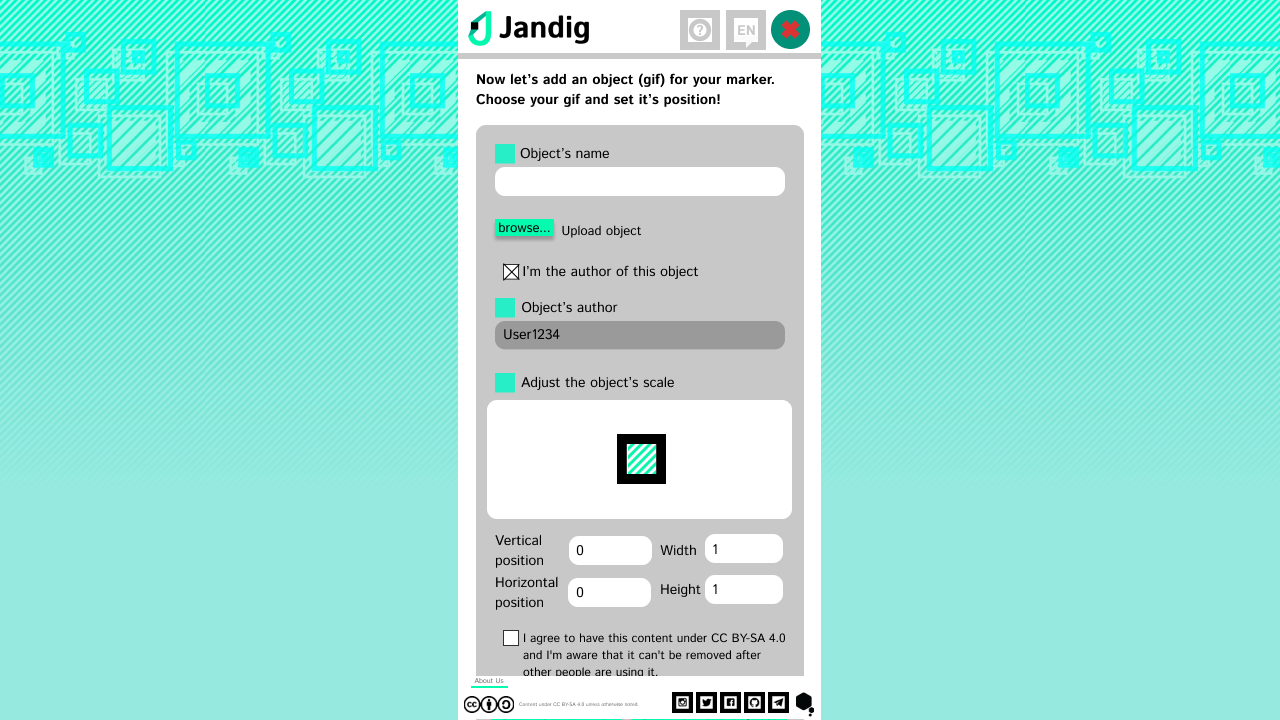 Jandig
EN
Now let's add an object (gif) for your marker.
Choose your gif and set it's position!
Object's name
browse...
Upload object
I'm the author of this object
Object's author
User1234
Adjust the object's scale
Vertical
position
0
Width
1
Horizontal
position
0
Height
1
I agree to have this content under CC BY-SA 4.0
and I'm aware that it can't be removed after
other people are using it.
About Us
Content under CC BY-SA 4.0 unless otherwise noted.